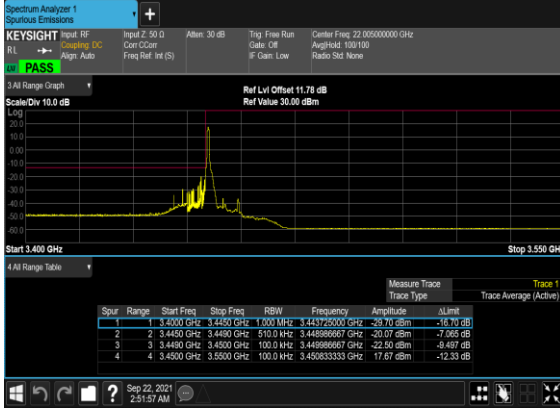 Spectrum Analyzer 1
Spurious Emissions
+
KEYSIGHT Input: RF Input Z: 50 Ω Atten: 30 dB Trig: Free Run Center Freq: 22.005000000 GHz
RL Coupling: DC Corr CCorr Gate: Off Avg|Hold: 100/100
Align: Auto Freq Ref: Int (S) IF Gain: Low Radio Std: None
LXI PASS
3 All Range Graph
Ref Lvl Offset 11.78 dB
Scale/Div 10.0 dB Ref Value 30.00 dBm
Log
20.0
10.0
0.00
-10.0
-20.0
-30.0
-40.0
-50.0
-60.0
Start 3.400 GHz Stop 3.550 GHz
4 All Range Table
Measure Trace Trace 1
Trace Type Trace Average (Active)
Spur Range Start Freq Stop Freq RBW Frequency Amplitude ΔLimit
1 1 3.4000 GHz 3.4450 GHz 1.000 MHz 3.443725000 GHz -29.70 dBm -16.70 dB
2 2 3.4450 GHz 3.4490 GHz 510.0 kHz 3.448986667 GHz -20.07 dBm -7.065 dB
3 3 3.4490 GHz 3.4500 GHz 100.0 kHz 3.449986667 GHz -22.50 dBm -9.497 dB
4 4 3.4500 GHz 3.5500 GHz 100.0 kHz 3.450833333 GHz 17.67 dBm -12.33 dB
? Sep 22, 2021
2:51:57 AM